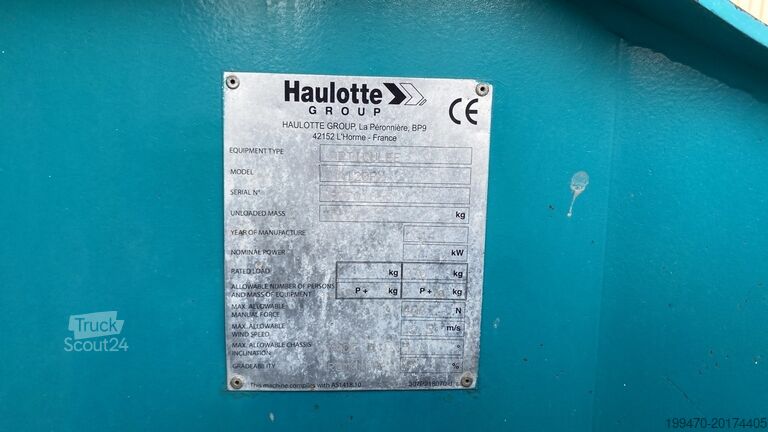 Haulotte
GROUP
CE
HAULOTTE GROUP, La Péronnière, BP9
42152 L'Horme - France
EQUIPMENT TYPE
MODEL
SERIAL N°
UNLOADED MASS kg
YEAR OF MANUFACTURE
NOMINAL POWER kW
RATED LOAD kg kg
ALLOWABLE NUMBER OF PERSONS
AND MASS OF EQUIPMENT P + kg P + kg
MAX. ALLOWABLE
MANUAL FORCE N
MAX. ALLOWABLE
WIND SPEED m/s
MAX. ALLOWABLE CHASSIS
INCLINATION °
GRADEABILITY %
This machine complies with AS1418.10
Truck
Scout24
199470-20174405